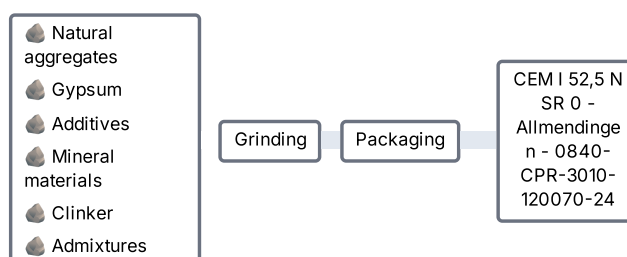 Natural
aggregates
Gypsum
Additives
Mineral
materials
Clinker
Admixtures
Grinding
Packaging
CEM I 52,5 N
SR 0 -
Allmendinge
n - 0840-
CPR-3010-
120070-24